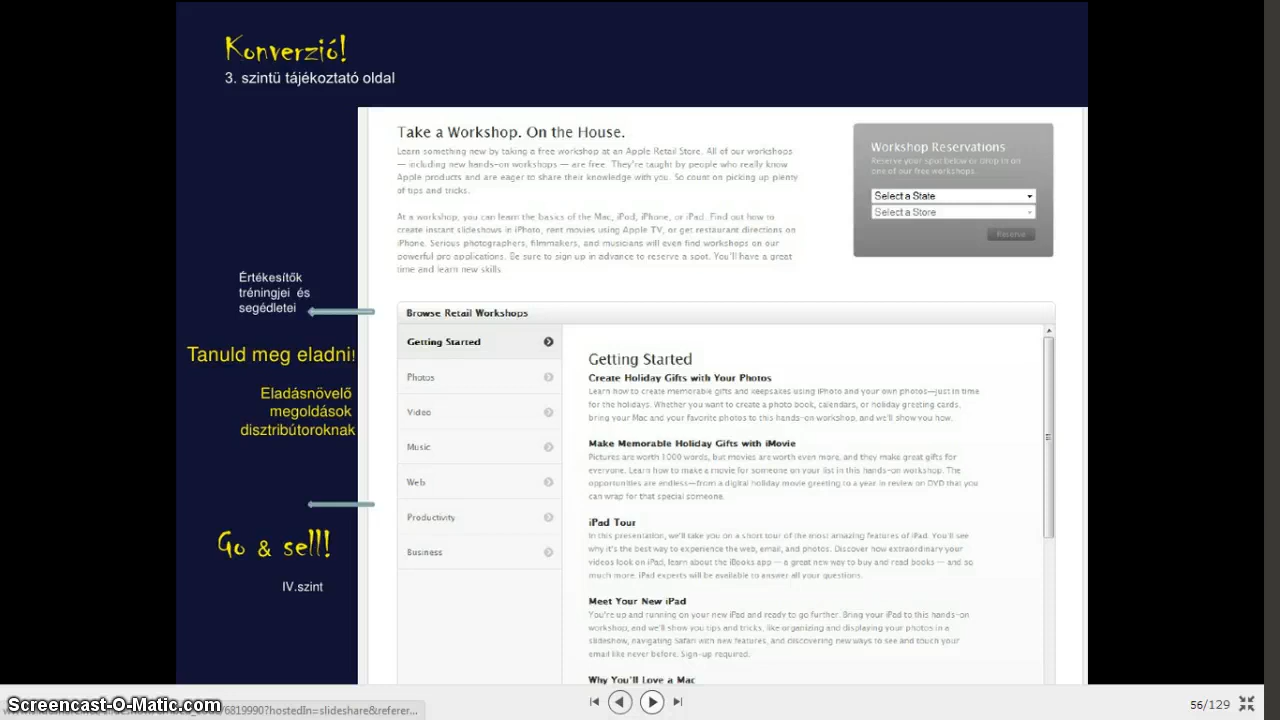 Konverzió!
3. szintű tájékoztató oldal
Take a Workshop. On the House.
Learn something new by taking a free workshop at an Apple Retail Store. All of our workshops
— including new hands-on workshops — are free. They're taught by people who really know
Apple products and are eager to share their knowledge with you. So count on picking up plenty
of tips and tricks.
At a workshop, you can learn the basics of the Mac, iPod, iPhone, or iPad. Find out how to
create instant slideshows in iPhoto, rent movies using Apple TV, or get restaurant directions on
iPhone. Serious photographers, filmmakers, and musicians will even find workshops on our
powerful pro applications. Be sure to sign up in advance to reserve a spot. You'll have a great
time and learn new skills.
Workshop Reservations
Reserve your spot below or drop in on
one of our free workshops.
Select a State
Select a Store
Reserve
Értékesítők
tréningjei és
segédletei
Tanuld meg eladni!
Eladásnövelő
megoldások
disztribútoroknak
Go & sell!
IV.szint
Browse Retail Workshops
Getting Started
Photos
Video
Music
Web
Productivity
Business
Getting Started
Create Holiday Gifts with Your Photos
Learn how to create memorable gifts and keepsakes using iPhoto and your own photos—just in time
for the holidays. Whether you want to create a photo book, calendars, or holiday greeting cards,
bring your Mac and your favorite photos to this hands-on workshop, and we'll show you how.
Make Memorable Holiday Gifts with iMovie
Pictures are worth 1000 words, but movies are worth even more, and they make great gifts for
everyone. Learn how to make a movie for someone on your list in this hands-on workshop. The
opportunities are endless—from a digital holiday movie greeting to a year in review on DVD that you
can wrap for that special someone.
iPad Tour
In this presentation, we'll take you on a short tour of the most amazing features of iPad. You'll see
why it's the best way to experience the web, email, and photos. Discover how extraordinary your
videos look on iPad, learn about the iBooks app — a great new way to buy and read books — and so
much more. iPad experts will be available to answer all your questions.
Meet Your New iPad
You're up and running on your new iPad and ready to go further. Bring your iPad to this hands-on
workshop, and we'll show you tips and tricks, like organizing and displaying your photos in a
slideshow, navigating Safari with new features, and discovering new ways to see and touch your
email like never before. Sign-up required.
Why You'll Love a Mac
Screencast-O-Matic.com
6819990?hostedIn=slideshare&referer...
56/129